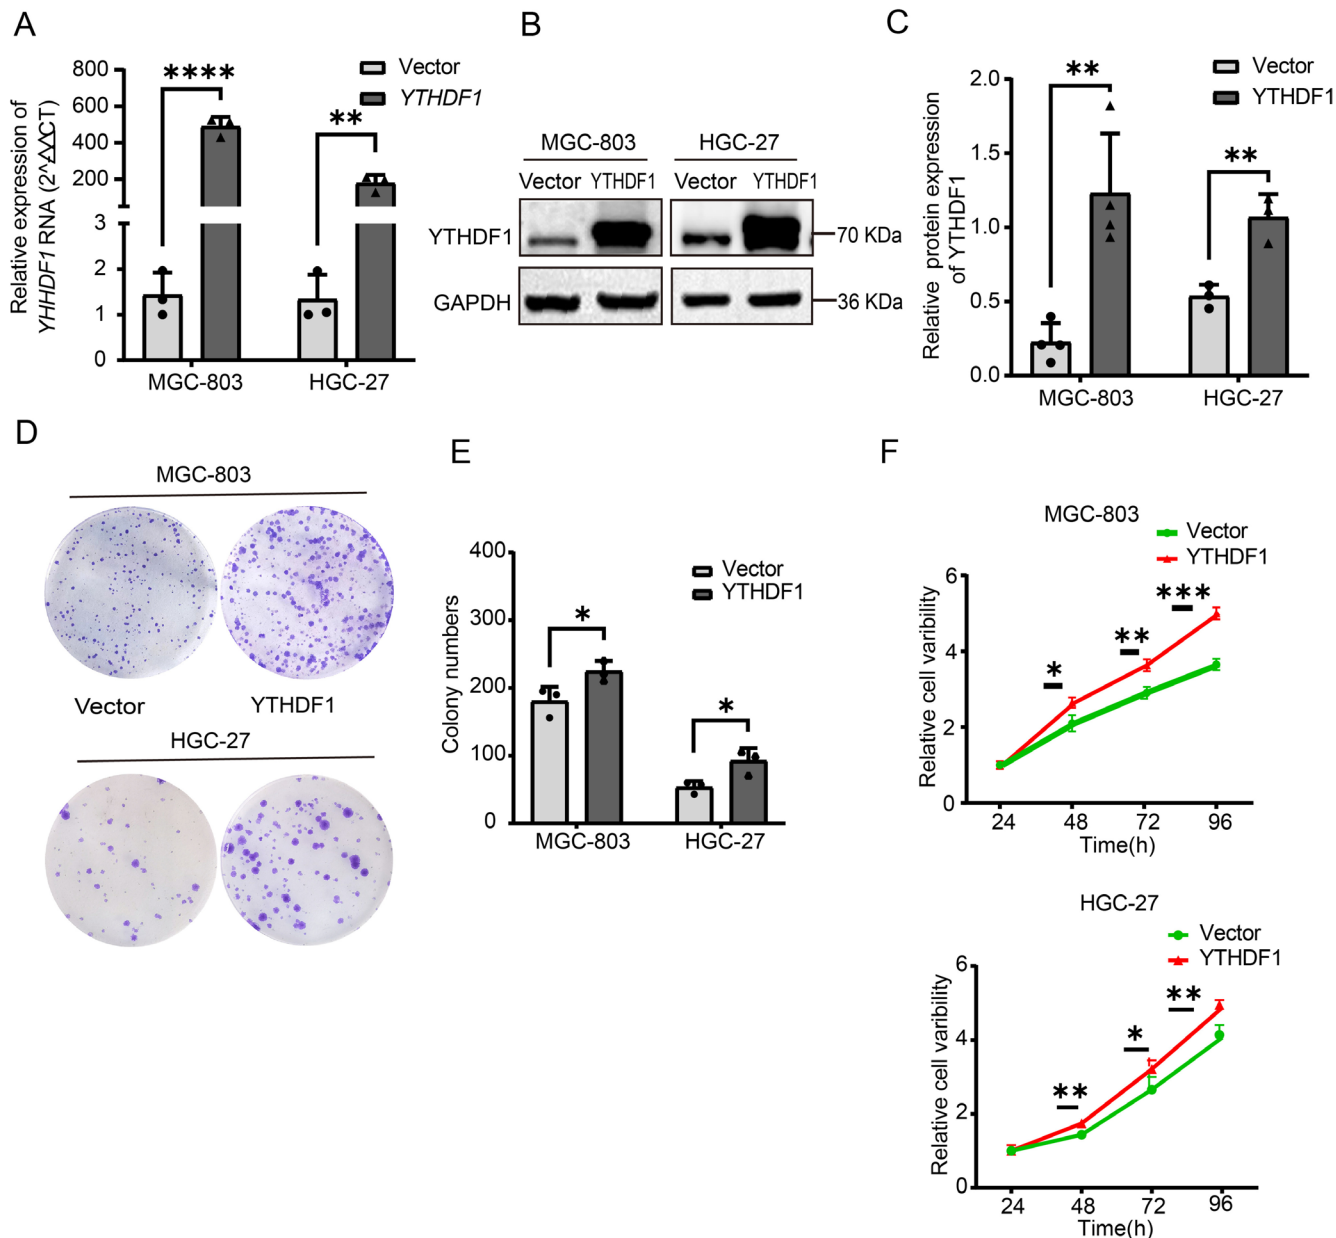 A
800
600
400
200
3
2
1
0
Relative expression of
YHHDF1 RNA (2^△△CT)
****
**
Vector
YTHDF1
MGC-803
HGC-27
B
MGC-803
HGC-27
Vector YTHDF1 Vector YTHDF1
YTHDF1
70 KDa
GAPDH
36 KDa
C
Relative protein expression
of YTHDF1
2.0
1.5
1.0
0.5
0.0
**
**
Vector
YTHDF1
MGC-803
HGC-27
D
MGC-803
Vector
YTHDF1
HGC-27
E
Colony numbers
400
300
200
100
0
*
*
Vector
YTHDF1
MGC-803
HGC-27
F
MGC-803
Vector
YTHDF1
Relative cell varibility
6
4
2
0
*
**
***
24 48 72 96
Time(h)
HGC-27
Vector
YTHDF1
Relative cell varibility
6
4
2
0
**
*
**
24 48 72 96
Time(h)